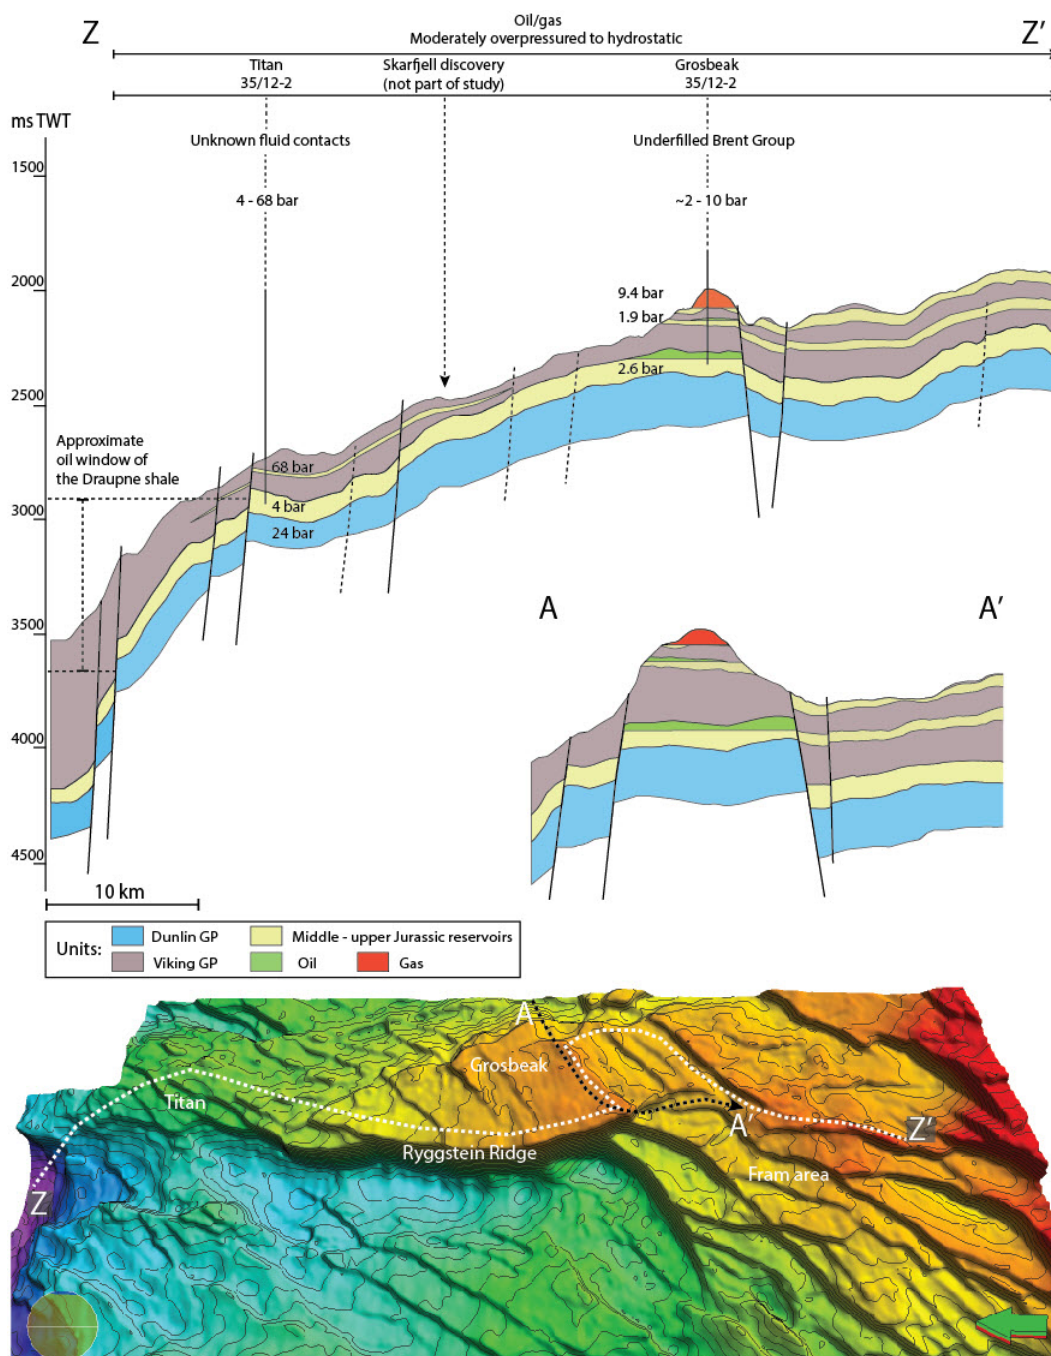 Z
Oil/gas
Moderately overpressured to hydrostatic
Z'
Titan
35/12-2
Skarfjell discovery
(not part of study)
Grosbeak
35/12-2
ms TWT
Unknown fluid contacts
Underfilled Brent Group
1500
4 - 68 bar
~2 - 10 bar
2000
9.4 bar
1.9 bar
2.6 bar
2500
Approximate
oil window of
the Draupne shale
68 bar
4 bar
24 bar
3000
3500
A
A'
4000
4500
10 km
Units:
Dunlin GP
Middle - upper Jurassic reservoirs
Viking GP
Oil
Gas
A
Grosbeak
Titan
A'
Z'
Ryggstein Ridge
Fram area
Z